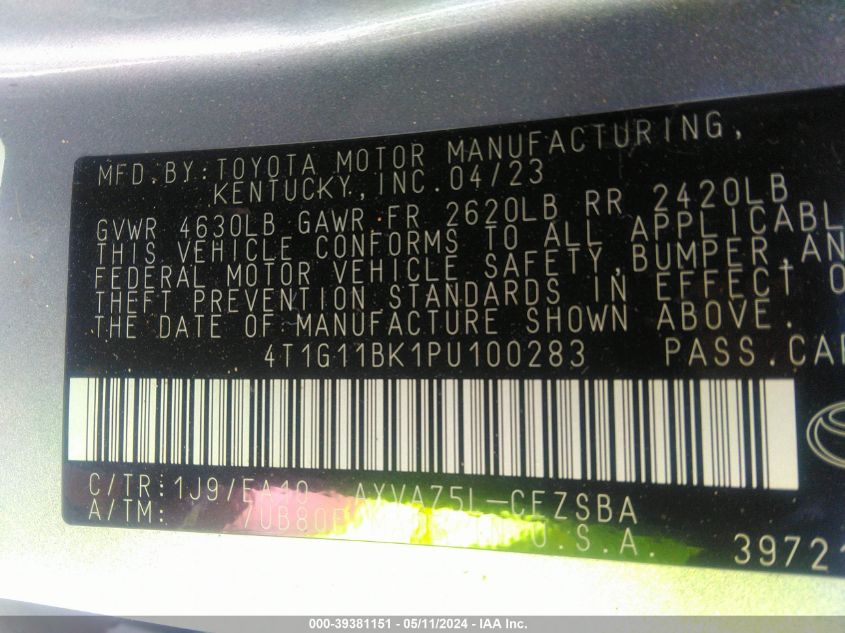 MFD.BY:TOYOTA MOTOR MANUFACTURING,
KENTUCKY,INC.04/23
GVWR 4630LB GAWR FR 2620LB RR 2420LB
THIS VEHICLE CONFORMS TO ALL APPLICABL
FEDERAL MOTOR VEHICLE SAFETY,BUMPER,AN
THEFT PREVENTION STANDARDS IN EFFECT O
THE DATE OF MANUFACTURE SHOWN ABOVE.
4T1G11BK1PU100283 PASS.CAR
C/TR:1J9/EA10 AXVA75L-CEZSBA
A/TM: U.S.A.
39721
000-39381151 - 05/11/2024 - IAA Inc.